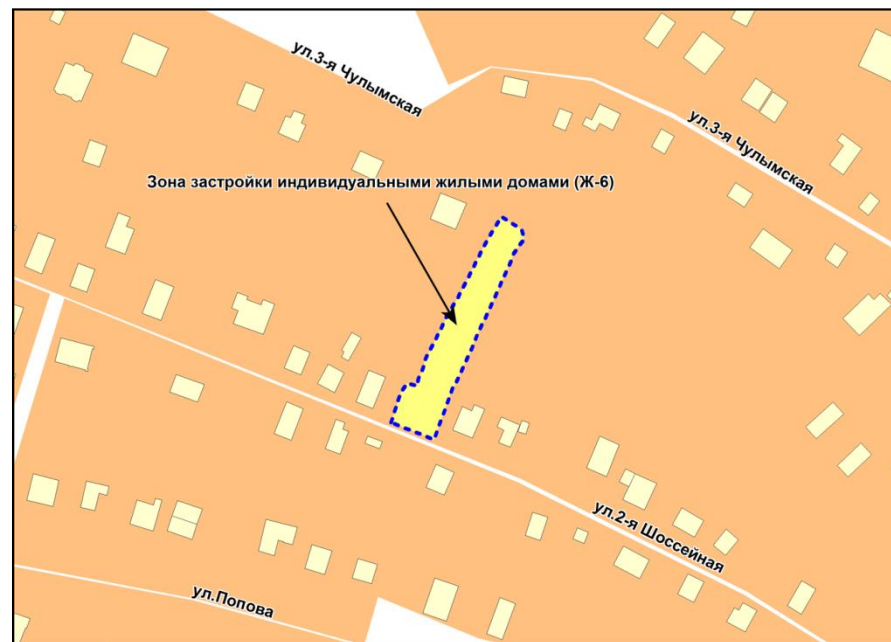 ул.3-я Чулымская
ул.3-я Чулымская
Зона застройки индивидуальными жилыми домами (Ж-6)
ул.2-я Шоссейная
ул.Попова